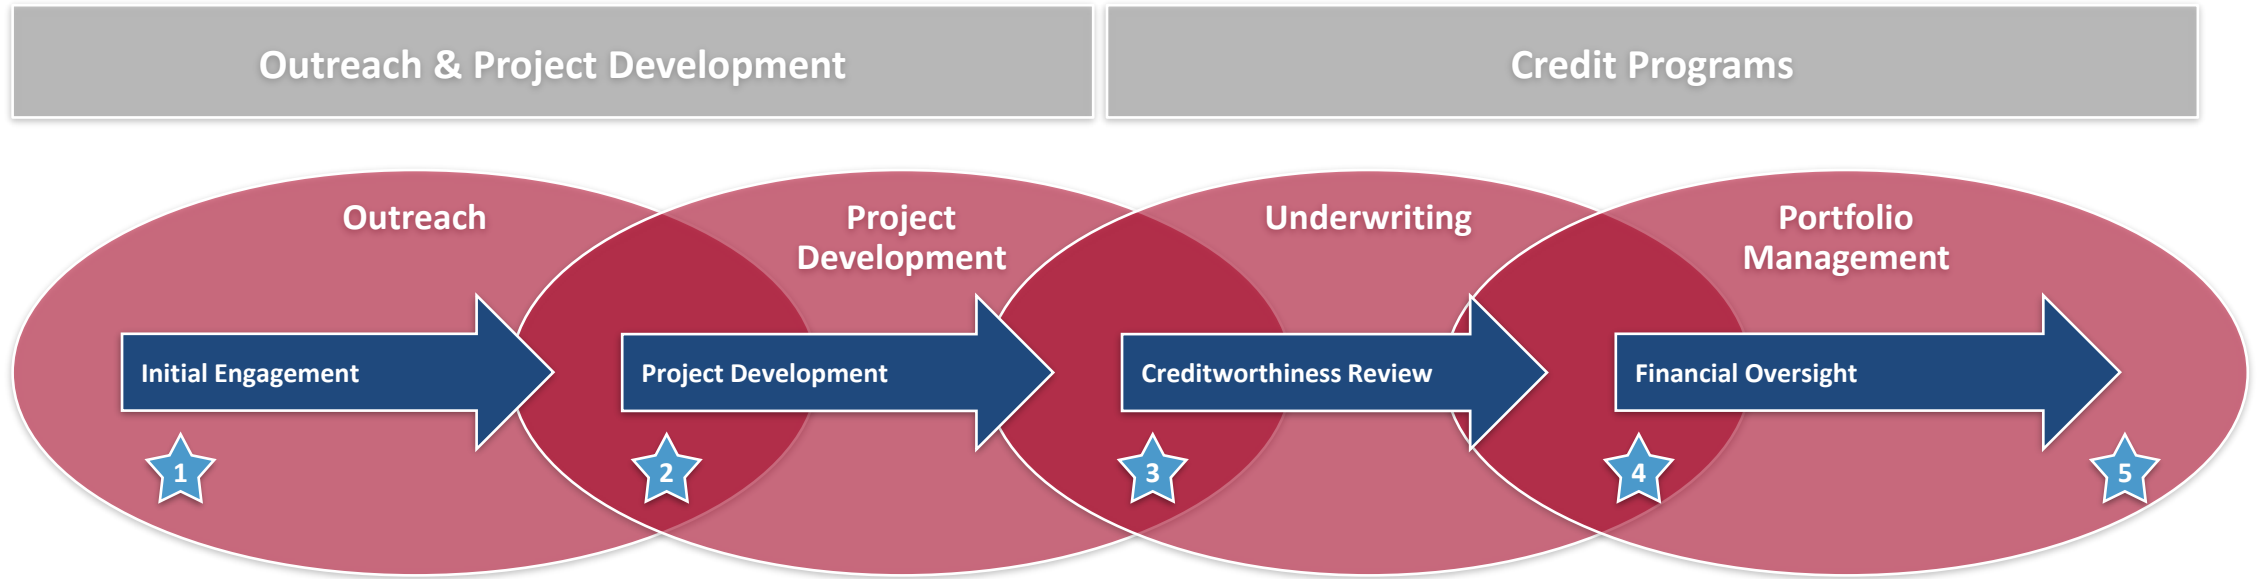 Outreach & Project Development
Credit Programs
Outreach
Project
Development
Underwriting
Portfolio
Management
Initial Engagement
Project Development
Creditworthiness Review
Financial Oversight
1
2
3
4
5